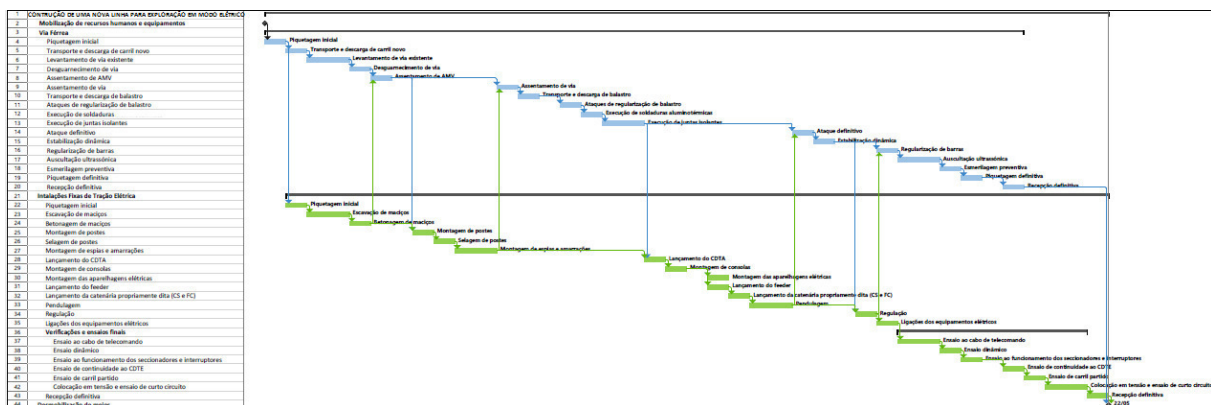 1 CONTRUÇÃO DE UMA NOVA LINHA PARA EXPLORAÇÃO EM MODO ELÉTRICO
2 Mobilização de recursos humanos e equipamentos
3 Via Férrea
4 Piquetagem inicial Piquetagem inicial
5 Transporte e descarga de carril novo Transporte e descarga de carril novo
6 Levantamento de via existente Levantamento de via existente
7 Desguarnecimento de via Desguarnecimento de via
8 Assentamento de AMV Assentamento de AMV
9 Assentamento de via Assentamento de via
10 Transporte e descarga de balastro Transporte e descarga de balastro
11 Ataques de regularização de balastro Ataques de regularização de balastro
12 Execução de soldaduras Execução de soldaduras aluminotérmicas
13 Execução de juntas isolantes Execução de juntas isolantes
14 Ataque definitivo Ataque definitivo
15 Estabilização dinâmica Estabilização dinâmica
16 Regularização de barras Regularização de barras
17 Auscultação ultrassónica Auscultação ultrassónica
18 Esmerilagem preventiva Esmerilagem preventiva
19 Piquetagem definitiva Piquetagem definitiva
20 Recepção definitiva Recepção definitiva
21 Intalações Fixas de Tração Elétrica
22 Piquetagem inicial Piquetagem inicial
23 Escavação de maciços Escavação de maciços
24 Betonagem de maciços Betonagem de maciços
25 Montagem de postes Montagem de postes
26 Selagem de postes Selagem de postes
27 Montagem de espias e amarrações Montagem de espias e amarrações
28 Lançamento do CDTA Lançamento do CDTA
29 Montagem de consolas Montagem de consolas
30 Montagem das aparelhagens elétricas Montagem das aparelhagens elétricas
31 Lançamento do feeder Lançamento do feeder
32 Lançamento da catenária propriamente dita (CS e FC) Lançamento da catenária propriamente dita (CS e FC)
33 Pendulagem Pendulagem
34 Regulação Regulação
35 Ligações dos equipamentos elétricos Ligações dos equipamentos elétricos
36 Verificações e ensaios finais
37 Ensaio ao cabo de telecomando Ensaio ao cabo de telecomando
38 Ensaio dinâmico Ensaio dinâmico
39 Ensaio ao funcionamento dos seccionadores e interruptores Ensaio ao funcionamento dos seccionadores e interruptores
40 Ensaio de continuidade ao CDTE Ensaio de continuidade ao CDTE
41 Ensaio de carril partido Ensaio de carril partido
42 Colocação em tensão e ensaio de curto circuito Colocação em tensão e ensaio de curto circuito
43 Recepção definitiva Recepção definitiva
44 Desmobilização de meios 22/05